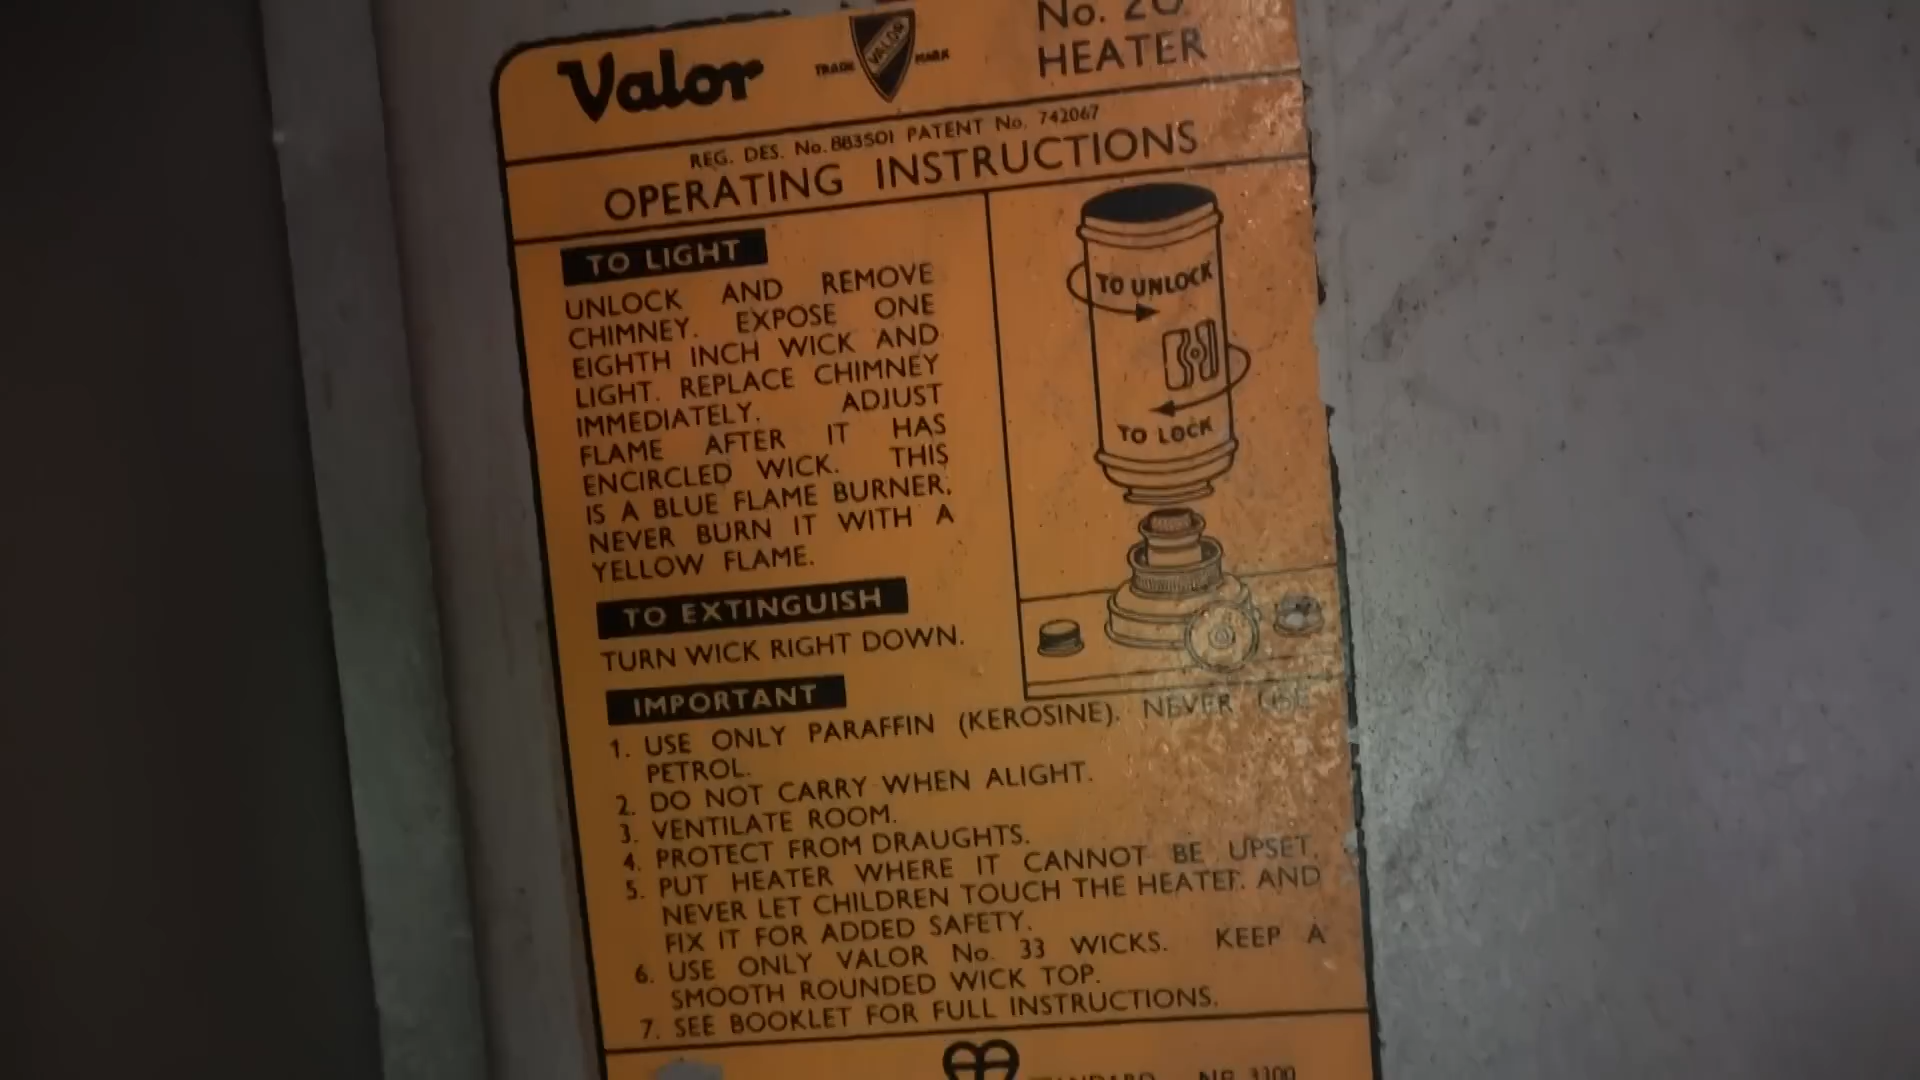 Valor
TRADE VALOR MARK
No. 20
HEATER
REG. DES. No. 883501 PATENT No. 742067
OPERATING INSTRUCTIONS
TO LIGHT
UNLOCK AND REMOVE
CHIMNEY. EXPOSE ONE
EIGHTH INCH WICK AND
LIGHT. REPLACE CHIMNEY
IMMEDIATELY. ADJUST
FLAME AFTER IT HAS
ENCIRCLED WICK. THIS
IS A BLUE FLAME BURNER.
NEVER BURN IT WITH A
YELLOW FLAME.
TO UNLOCK
TO LOCK
TO EXTINGUISH
TURN WICK RIGHT DOWN.
IMPORTANT
1. USE ONLY PARAFFIN (KEROSINE). NEVER USE
PETROL.
2. DO NOT CARRY WHEN ALIGHT.
3. VENTILATE ROOM.
4. PROTECT FROM DRAUGHTS.
5. PUT HEATER WHERE IT CANNOT BE UPSET,
NEVER LET CHILDREN TOUCH THE HEATER. AND
FIX IT FOR ADDED SAFETY.
6. USE ONLY VALOR No. 33 WICKS. KEEP A
SMOOTH ROUNDED WICK TOP.
7. SEE BOOKLET FOR FULL INSTRUCTIONS.